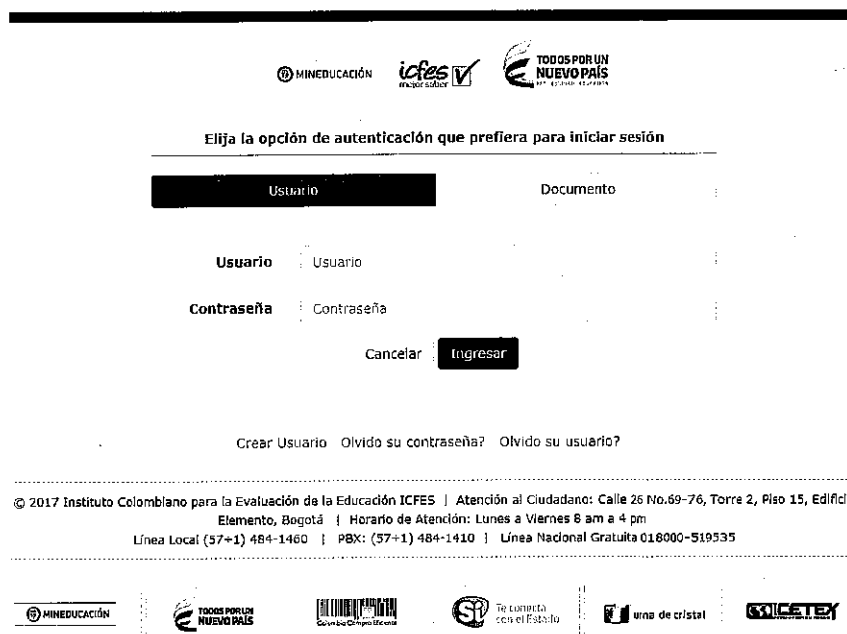 MINEDUCACIÓN icfes mejor saber TODOS POR UN
NUEVO PAÍS
Elija la opción de autenticación que prefiera para iniciar sesión
Usuario Documento
Usuario Usuario
Contraseña Contraseña
Cancelar Ingresar
Crear Usuario Olvido su contraseña? Olvido su usuario?
© 2017 Instituto Colombiano para la Evaluación de la Educación ICFES | Atención al Ciudadano: Calle 26 No.69-76, Torre 2, Piso 15, Edifici
Elemento, Bogotá | Horario de Atención: Lunes a Viernes 8 am a 4 pm
Línea Local (57+1) 484-1460 | PBX: (57+1) 484-1410 | Línea Nacional Gratuita 018000-519535
MINEDUCACIÓN
TODOS POR UN
NUEVO PAÍS
Colombia Compra Eficiente
Sí Te conecta
con el Estado
urna de cristal
ICETEX